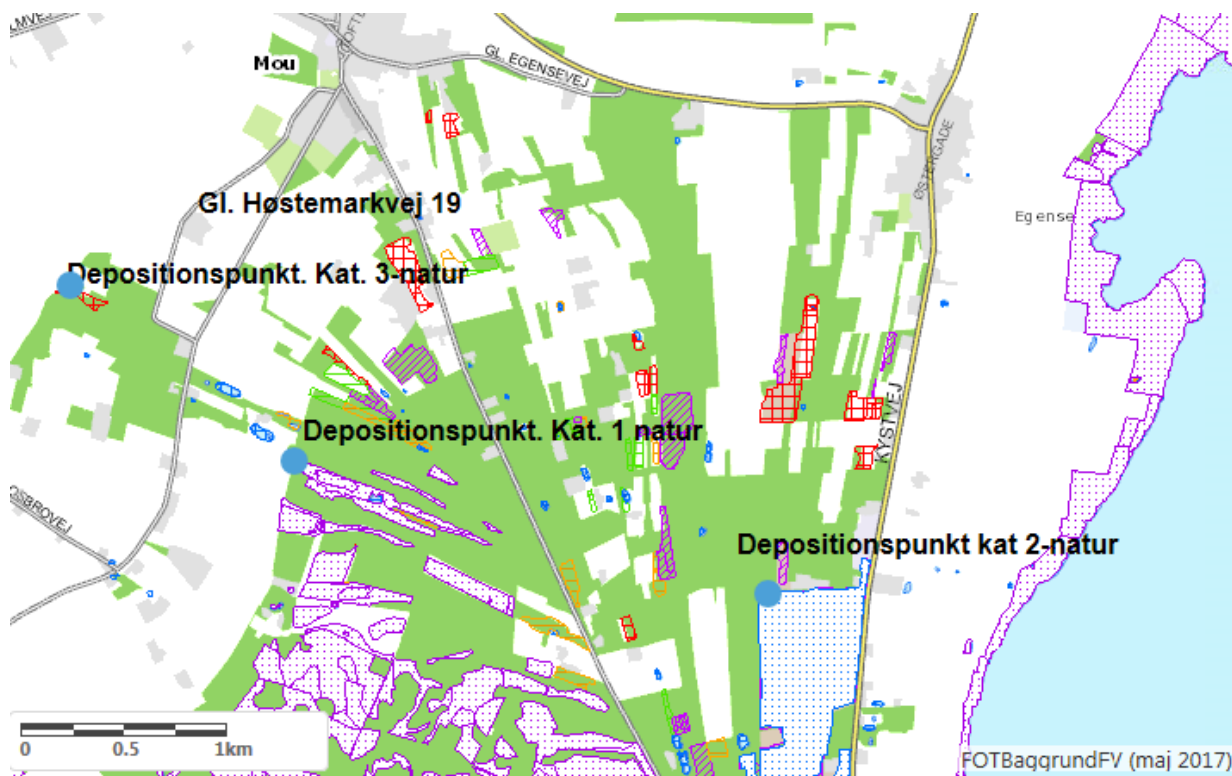 Mou
GL. EGENSEVEJ
ØSTERGADE
Gl. Høstemarkvej 19
Egense
Depositionspunkt. Kat. 3-natur
KYSTVEJ
Depositionspunkt. Kat. 1 natur
Depositionspunkt kat 2-natur
0 0.5 1km
FOTBaggrundFV (maj 2017)